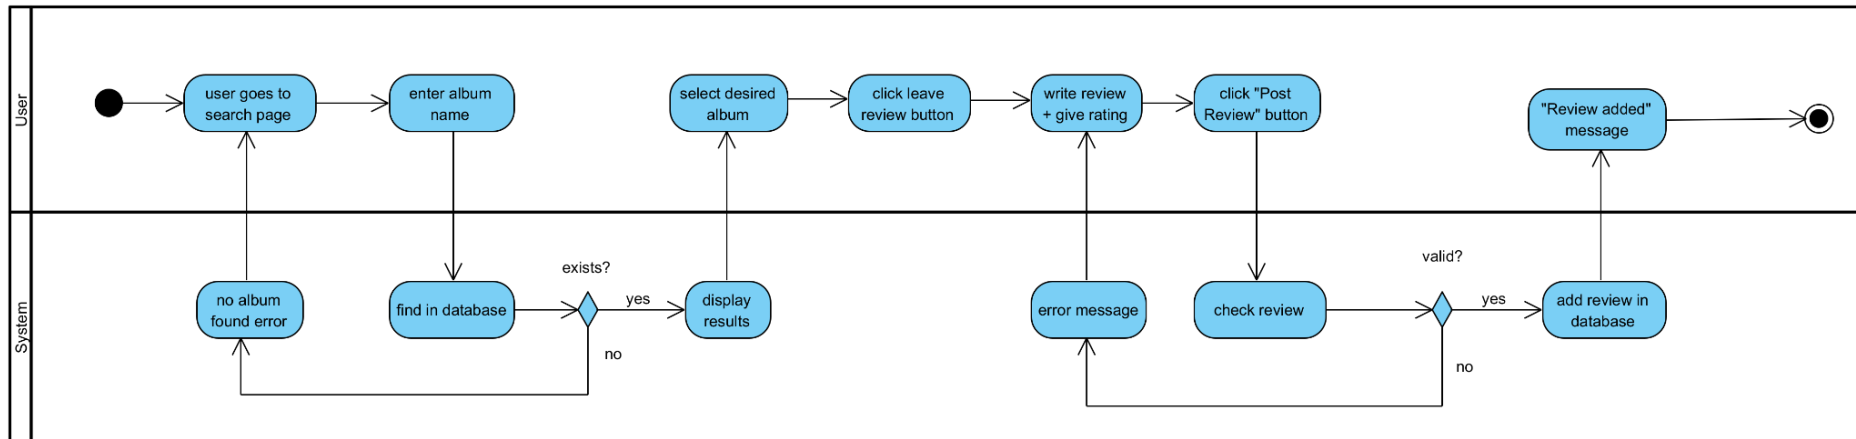 User
user goes to
search page
enter album
name
select desired
album
click leave
review button
write review
+ give rating
click "Post
Review" button
"Review added"
message
System
no album
found error
find in database
exists?
yes
no
display
results
error message
check review
valid?
yes
no
add review in
database